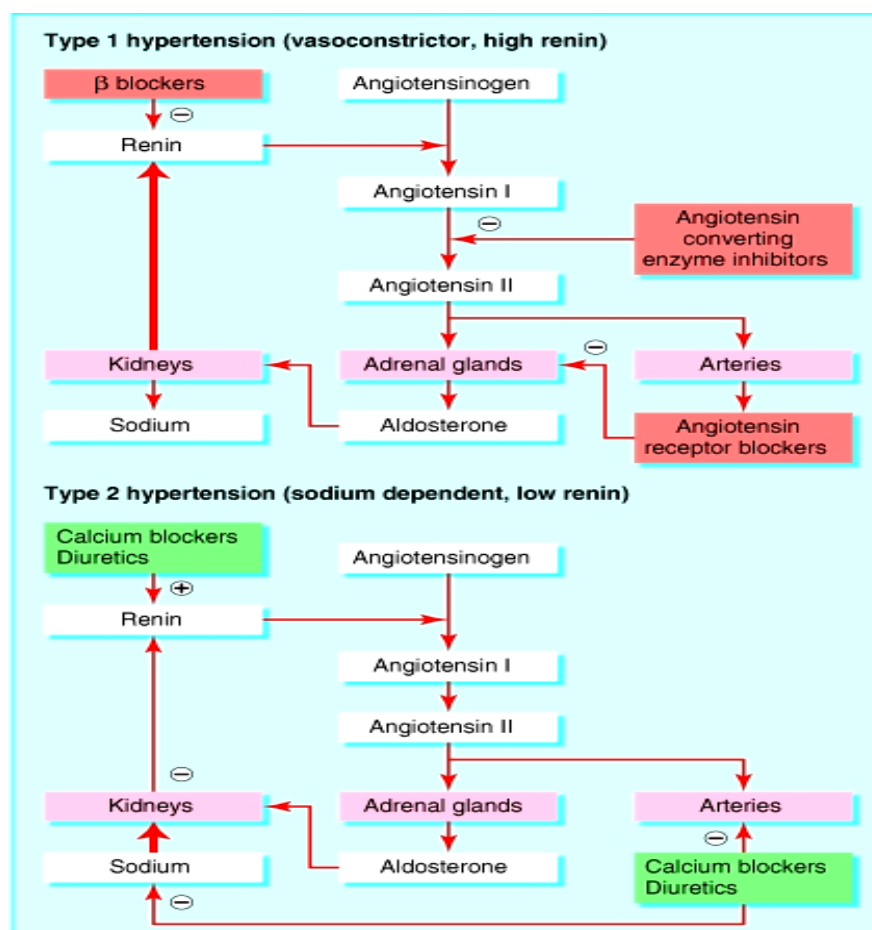 Type 1 hypertension (vasoconstrictor, high renin)
β blockers
Angiotensinogen
⊖
Renin
Angiotensin I
⊖
Angiotensin
converting
enzyme inhibitors
Angiotensin II
⊖
Kidneys
Adrenal glands
Arteries
Sodium
Aldosterone
Angiotensin
receptor blockers
Type 2 hypertension (sodium dependent, low renin)
Calcium blockers
Diuretics
Angiotensinogen
⊕
Renin
Angiotensin I
Angiotensin II
⊖
Kidneys
Adrenal glands
Arteries
⊖
Sodium
Aldosterone
Calcium blockers
Diuretics
⊖